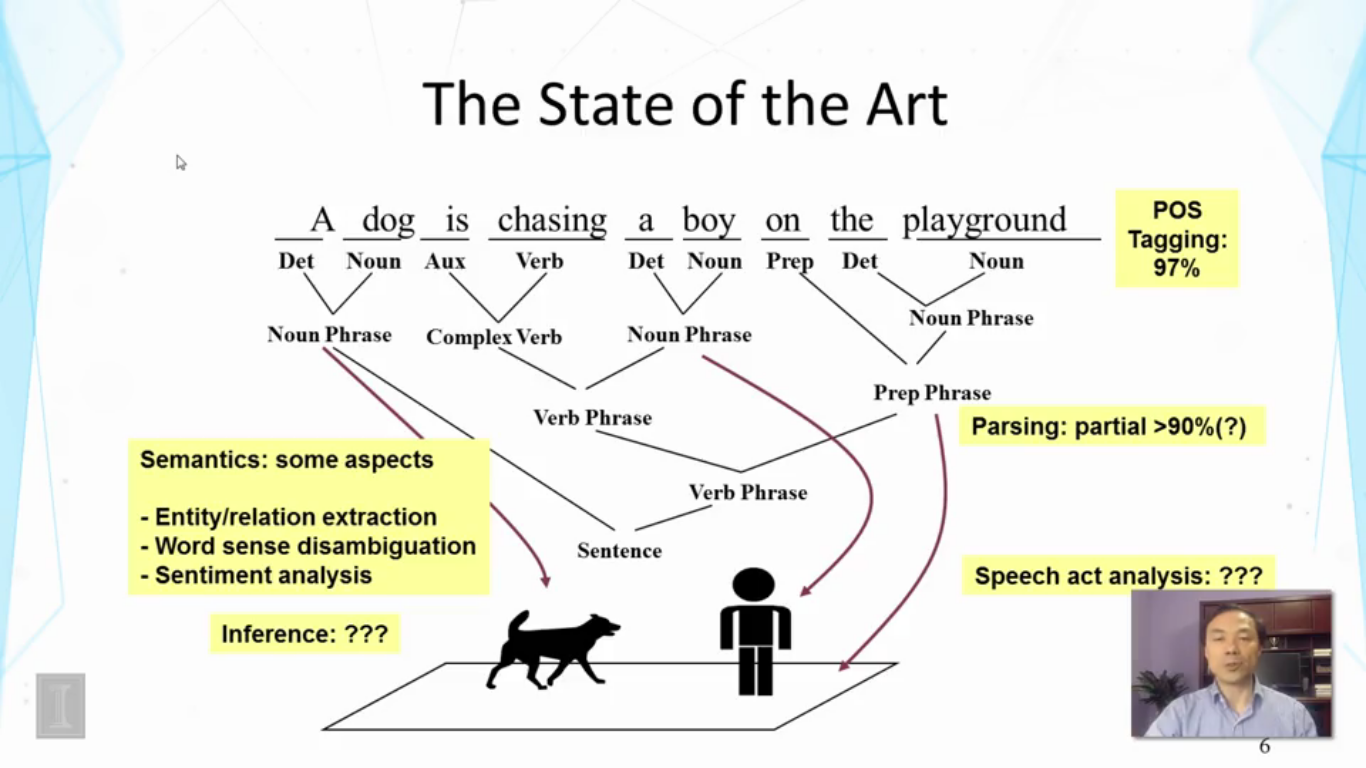 The State of the Art
A dog is chasing a boy on the playground
POS
Tagging:
97%
Det Noun Aux Verb Det Noun Prep Det Noun
Noun Phrase
Noun Phrase Complex Verb Noun Phrase
Prep Phrase
Verb Phrase
Parsing: partial >90%(?)
Semantics: some aspects
- Entity/relation extraction
- Word sense disambiguation
- Sentiment analysis
Verb Phrase
Sentence
Speech act analysis: ???
Inference: ???
I
6